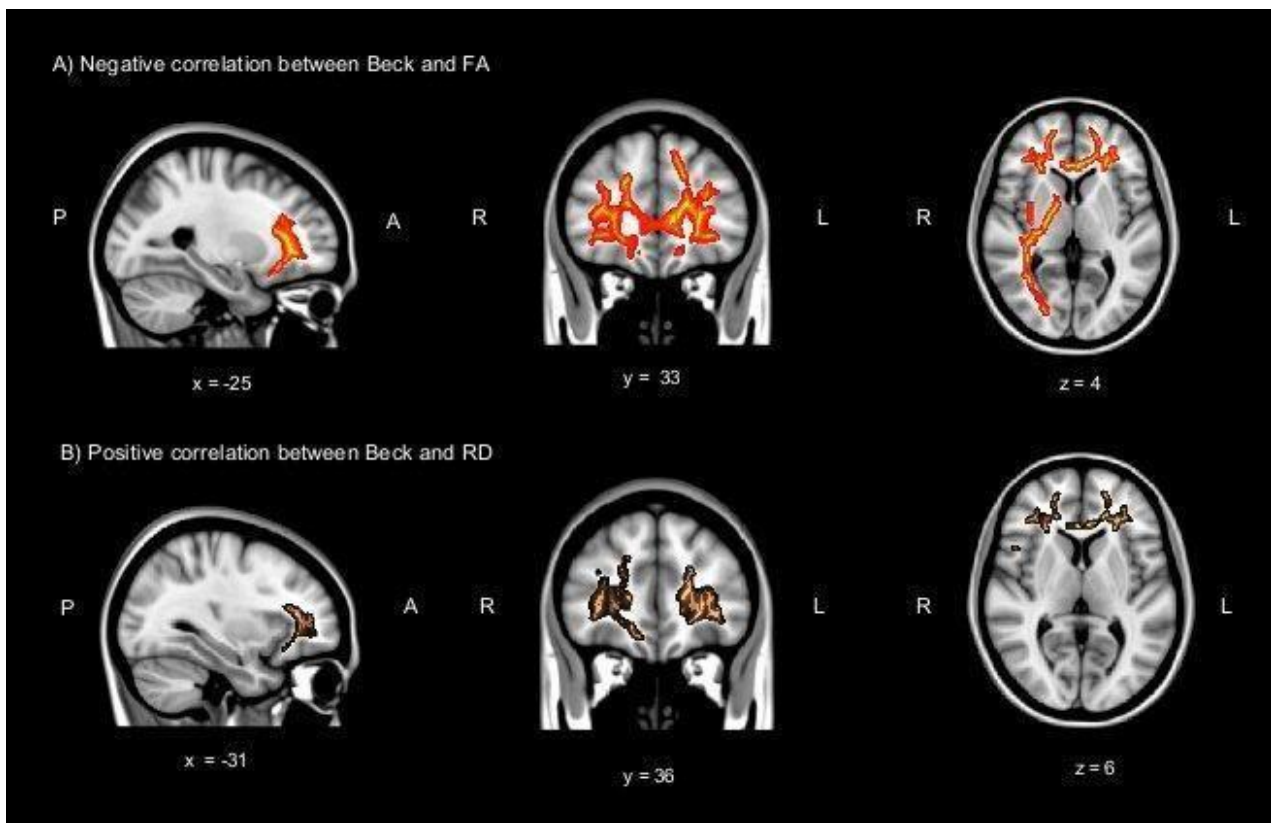 A) Negative correlation between Beck and FA
P A R L R L
x = -25 y = 33 z = 4
B) Positive correlation between Beck and RD
P A R L R L
x = -31 y = 36 z = 6